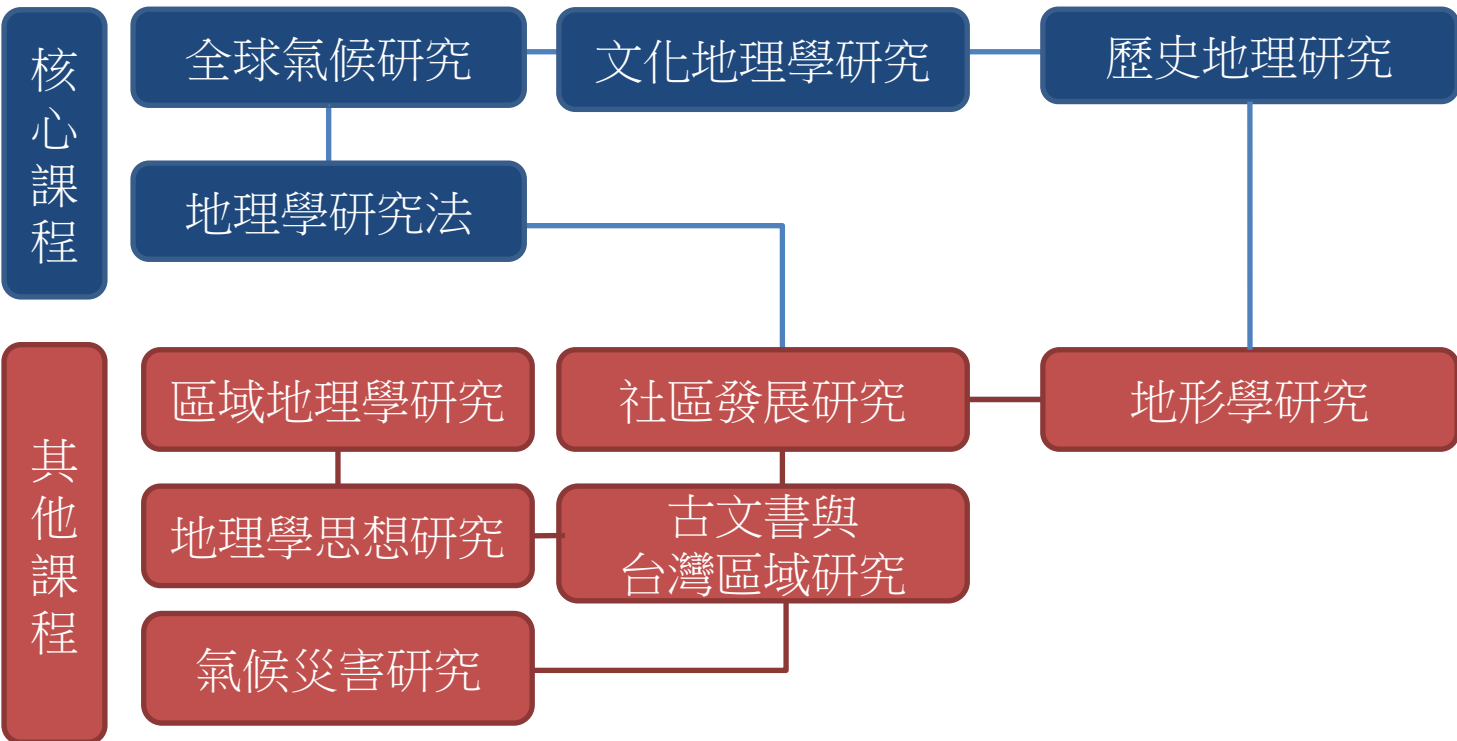 核心課程
全球氣候研究
文化地理學研究
歷史地理研究
地理學研究法
其他課程
區域地理學研究
社區發展研究
地形學研究
地理學思想研究
古文書與
台灣區域研究
氣候災害研究